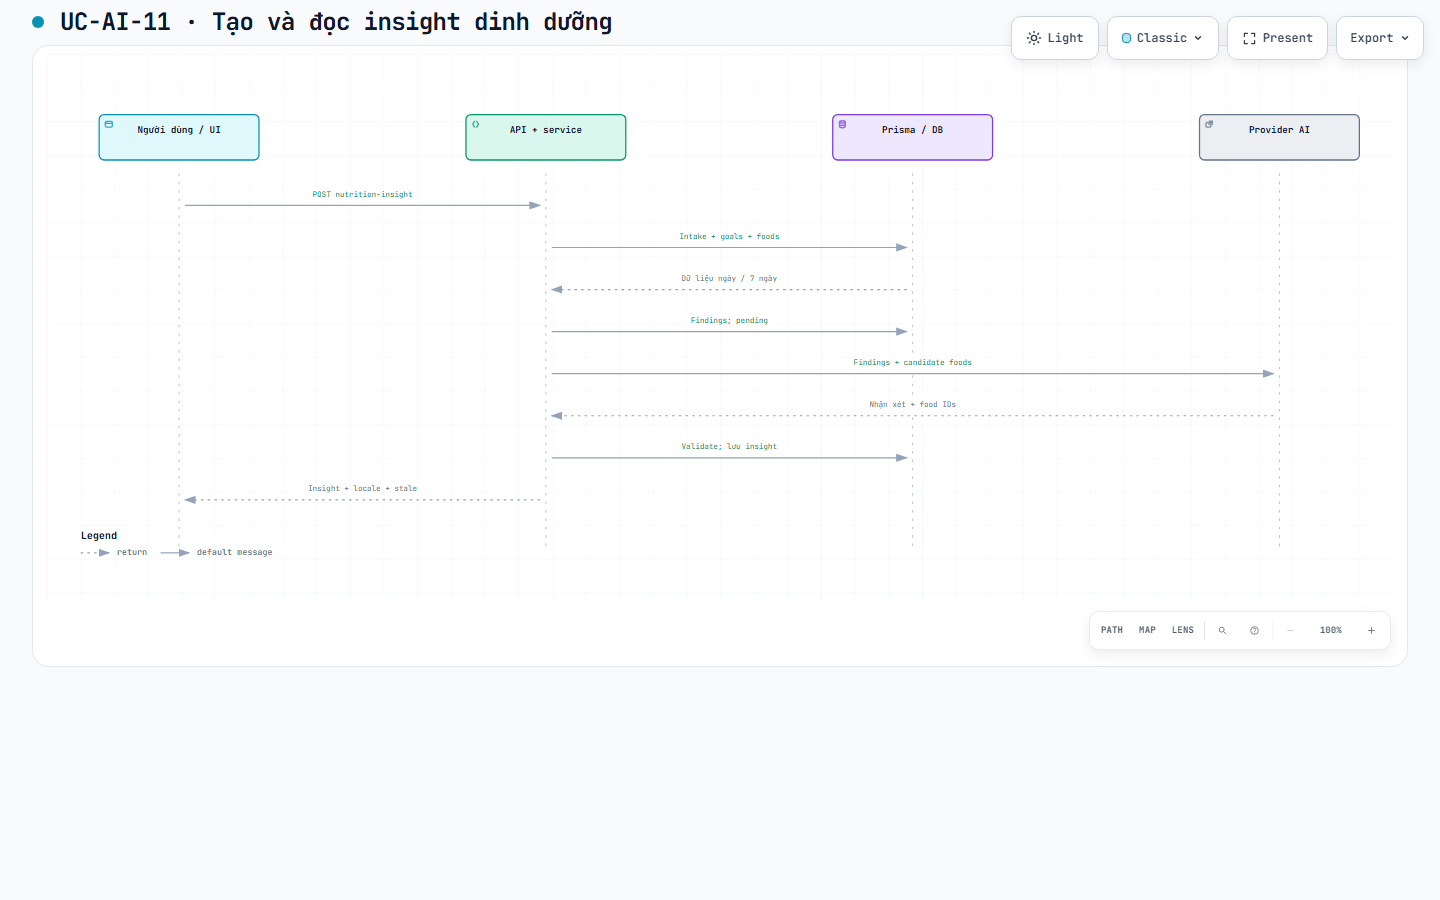 UC-AI-11 · Tạo và đọc insight dinh dưỡng
Light
Classic
Present
Export
Người dùng / UI
API + service
Prisma / DB
Provider AI
POST nutrition-insight
Intake + goals + foods
Dữ liệu ngày / 7 ngày
Findings; pending
Findings + candidate foods
Nhận xét + food IDs
Validate; lưu insight
Insight + locale + stale
Legend
return
default message
PATH
MAP
LENS
100%